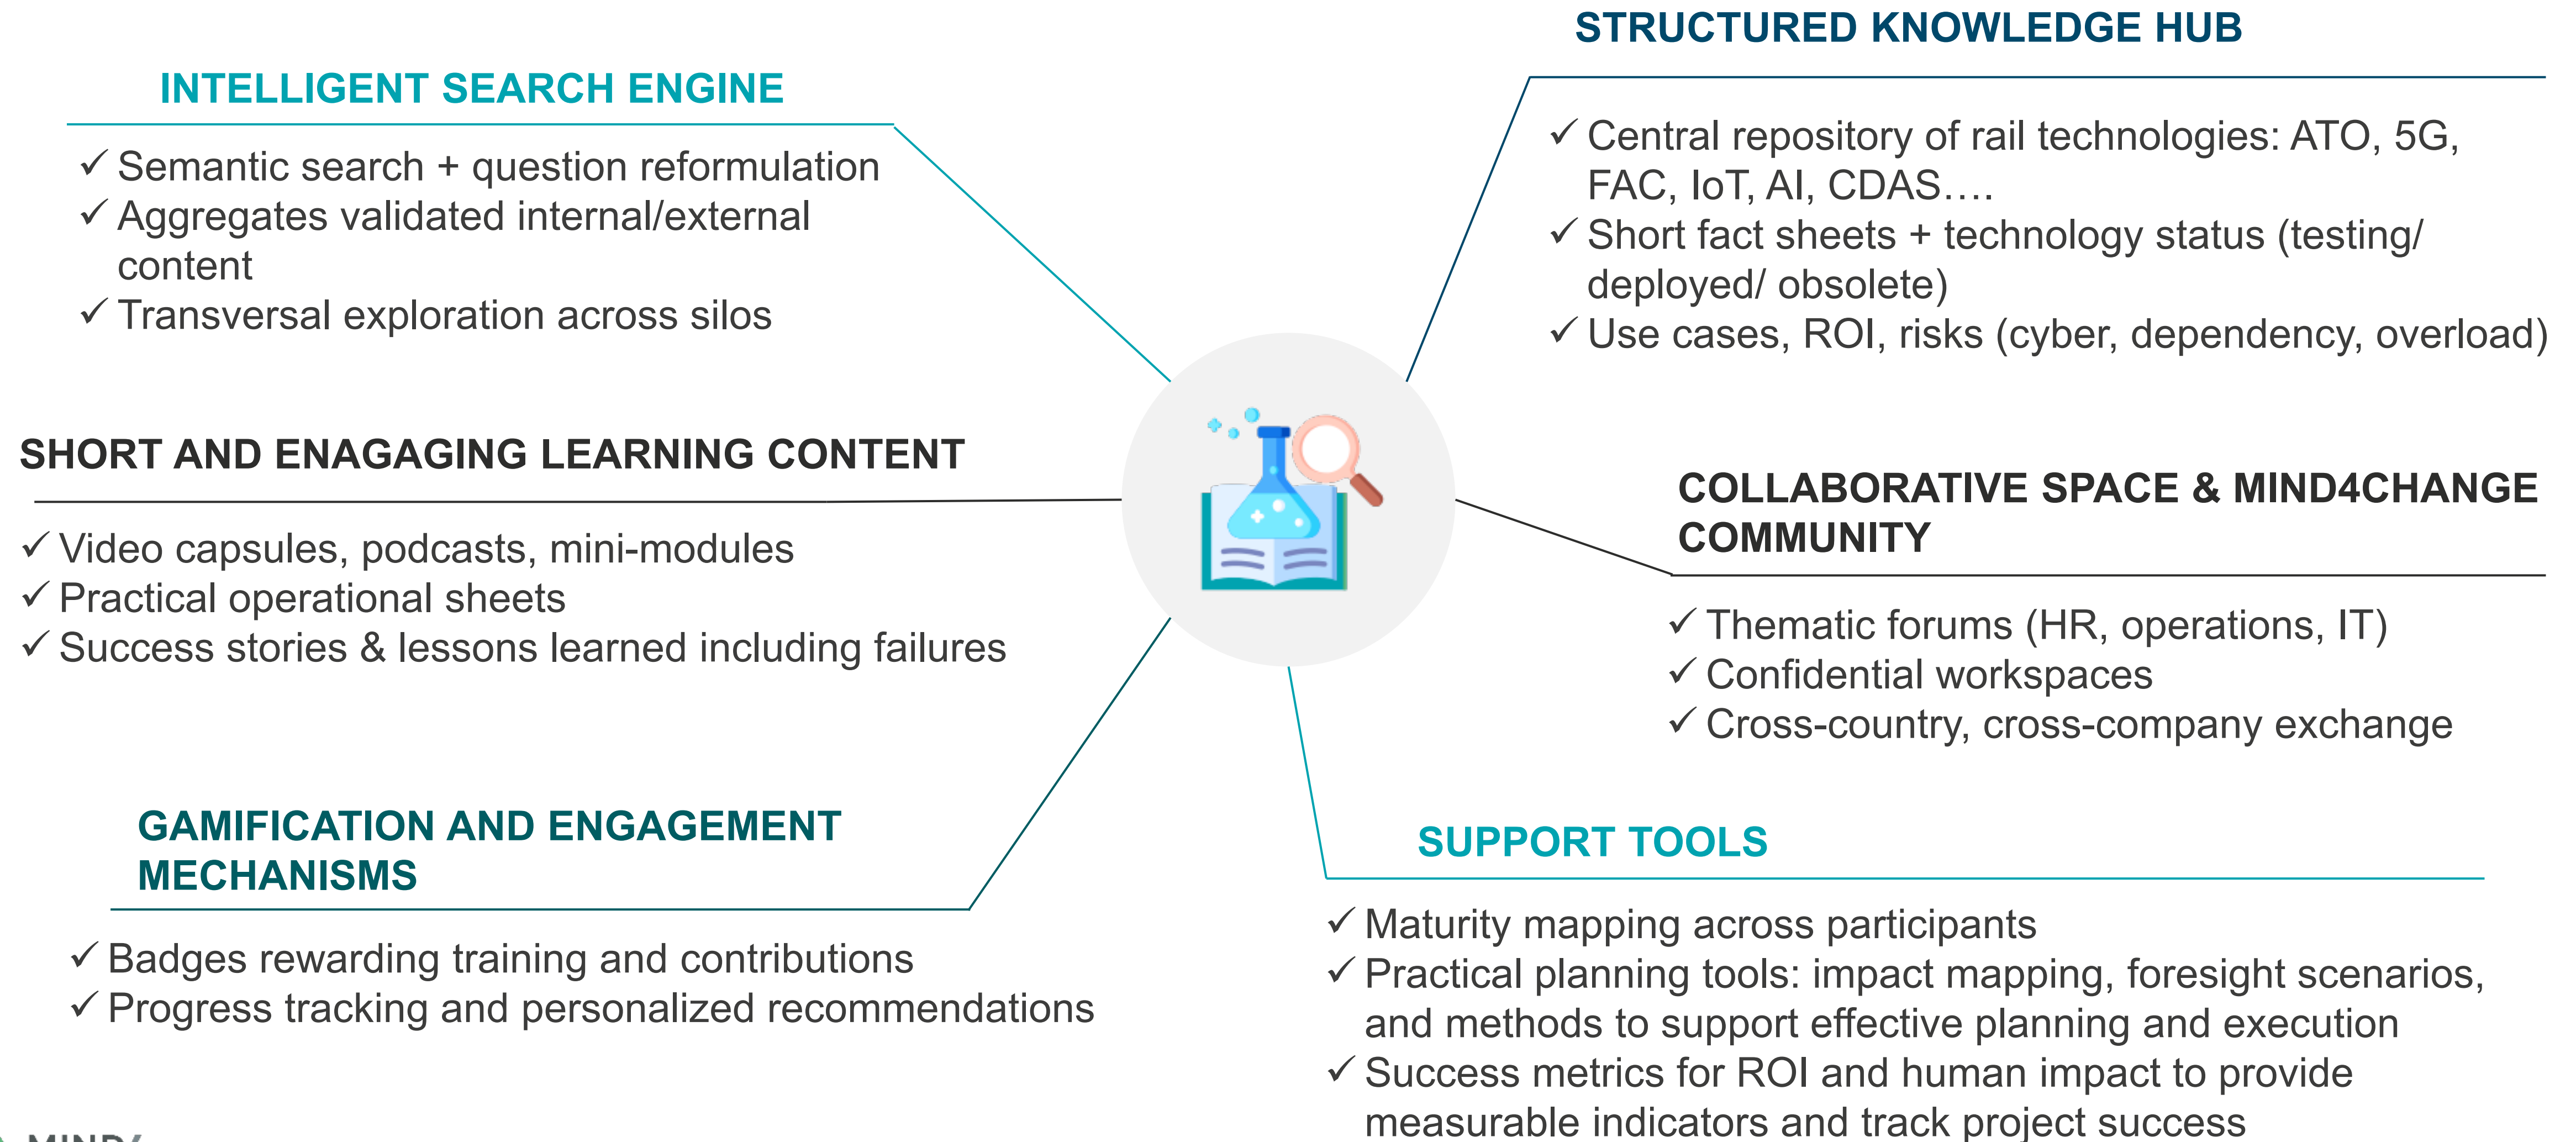 INTELLIGENT SEARCH ENGINE
✓ Semantic search + question reformulation
✓ Aggregates validated internal/external
content
✓ Transversal exploration across silos
STRUCTURED KNOWLEDGE HUB
✓ Central repository of rail technologies: ATO, 5G,
FAC, IoT, AI, CDAS....
✓ Short fact sheets + technology status (testing/
deployed/ obsolete)
✓ Use cases, ROI, risks (cyber, dependency, overload)
SHORT AND ENAGAGING LEARNING CONTENT
✓ Video capsules, podcasts, mini-modules
✓ Practical operational sheets
✓ Success stories & lessons learned including failures
COLLABORATIVE SPACE & MIND4CHANGE
COMMUNITY
✓ Thematic forums (HR, operations, IT)
✓ Confidential workspaces
✓ Cross-country, cross-company exchange
GAMIFICATION AND ENGAGEMENT
MECHANISMS
✓ Badges rewarding training and contributions
✓ Progress tracking and personalized recommendations
SUPPORT TOOLS
✓ Maturity mapping across participants
✓ Practical planning tools: impact mapping, foresight scenarios,
and methods to support effective planning and execution
✓ Success metrics for ROI and human impact to provide
measurable indicators and track project success